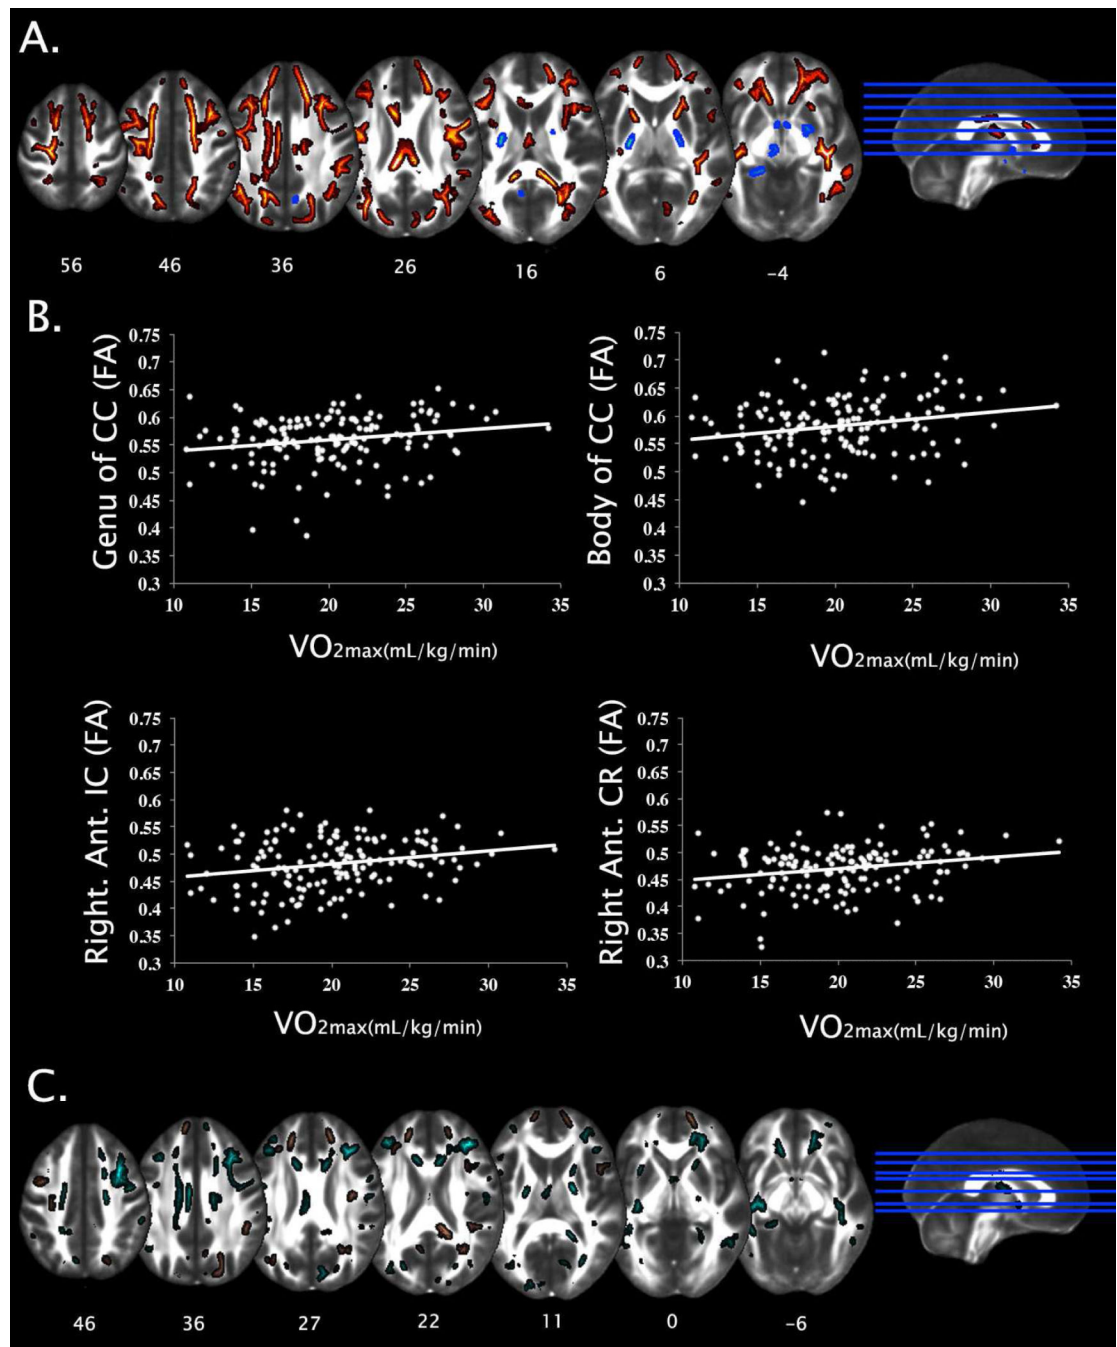 A.
56 46 36 26 16 6 -4
B.
Genu of CC (FA)
0.75
0.7
0.65
0.6
0.55
0.5
0.45
0.4
0.35
0.3
10 15 20 25 30 35
VO2max(mL/kg/min)
Body of CC (FA)
0.75
0.7
0.65
0.6
0.55
0.5
0.45
0.4
0.35
0.3
10 15 20 25 30 35
VO2max(mL/kg/min)
Right. Ant. IC (FA)
0.75
0.7
0.65
0.6
0.55
0.5
0.45
0.4
0.35
0.3
10 15 20 25 30 35
VO2max(mL/kg/min)
Right Ant. CR (FA)
0.75
0.7
0.65
0.6
0.55
0.5
0.45
0.4
0.35
0.3
10 15 20 25 30 35
VO2max(mL/kg/min)
C.
46 36 27 22 11 0 -6